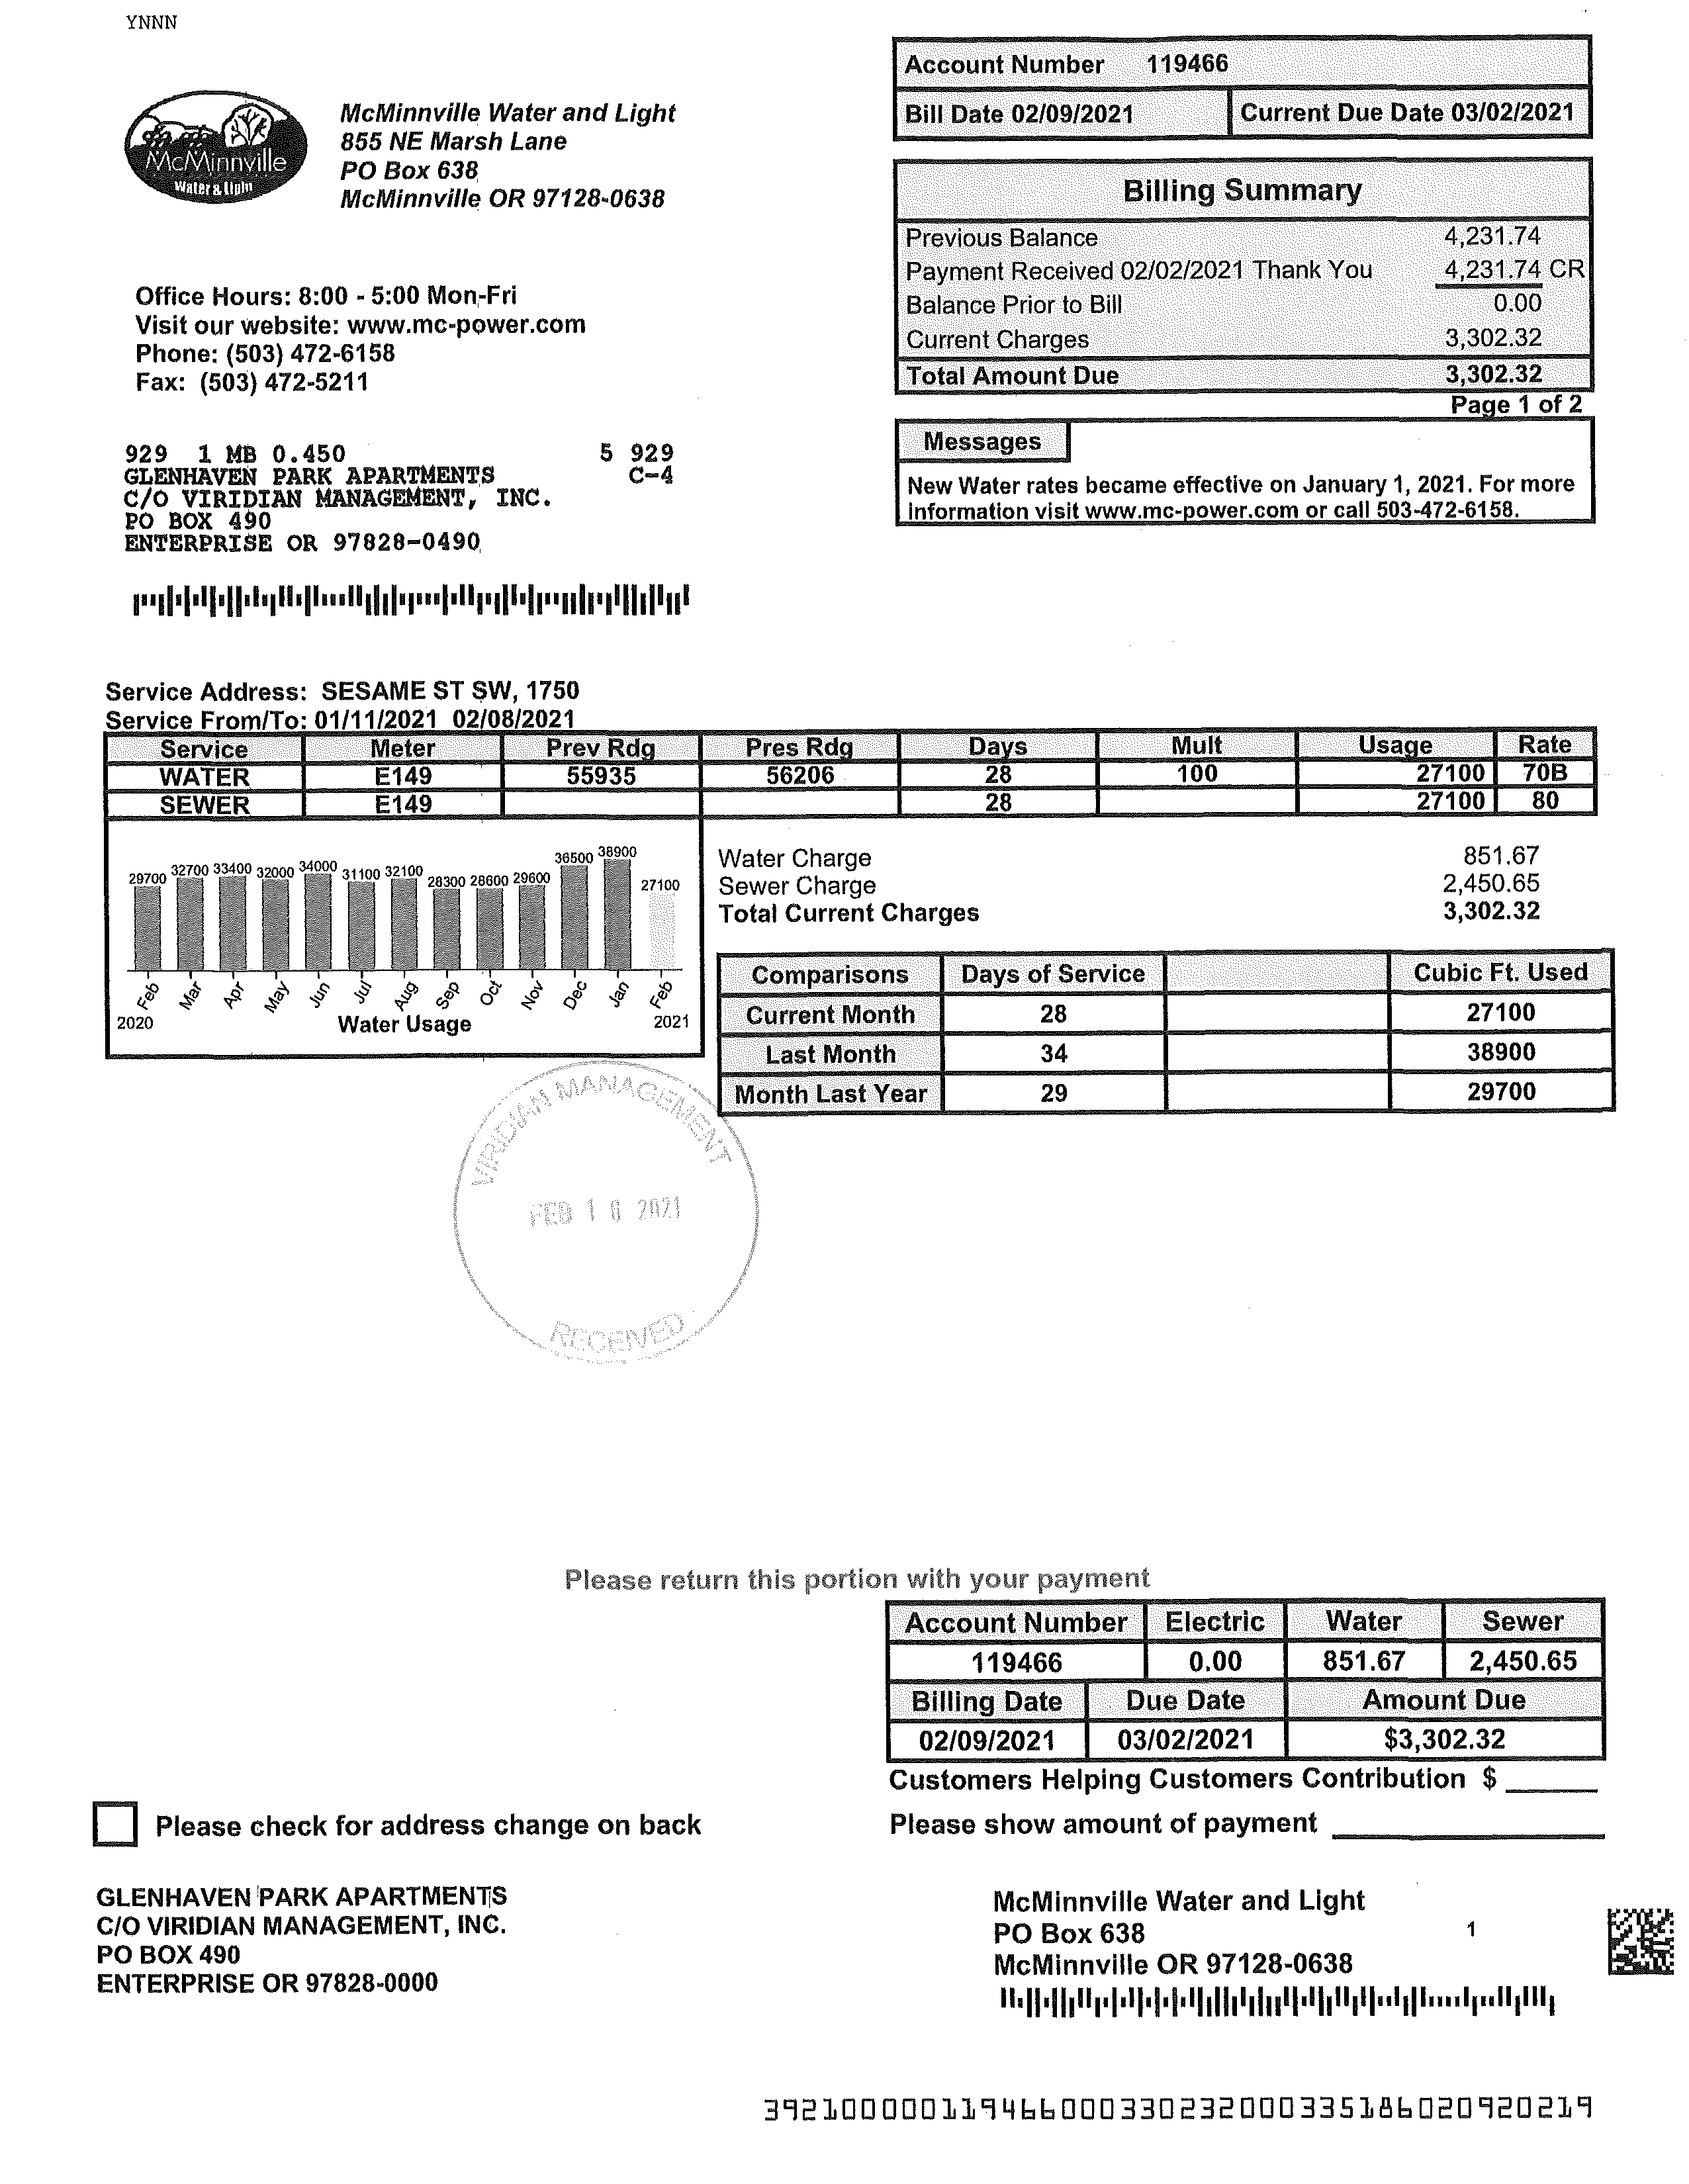 YNNN
McMinnville
Water & Light
McMinnville Water and Light
855 NE Marsh Lane
PO Box 638
McMinnville OR 97128-0638
Office Hours: 8:00 - 5:00 Mon-Fri
Visit our website: www.mc-power.com
Phone: (503) 472-6158
Fax: (503) 472-5211
Account Number 119466
Bill Date 02/09/2021 Current Due Date 03/02/2021
Billing Summary
Previous Balance 4,231.74
Payment Received 02/02/2021 Thank You 4,231.74 CR
Balance Prior to Bill 0.00
Current Charges 3,302.32
Total Amount Due 3,302.32
Page 1 of 2
Messages
New Water rates became effective on January 1, 2021. For more
information visit www.mc-power.com or call 503-472-6158.
929 1 MB 0.450 5 929
GLENHAVEN PARK APARTMENTS C-4
C/O VIRIDIAN MANAGEMENT, INC.
PO BOX 490
ENTERPRISE OR 97828-0490
Service Address: SESAME ST SW, 1750
Service From/To: 01/11/2021 02/08/2021
Service Meter Prev Rdg Pres Rdg Days Mult Usage Rate
WATER E149 55935 56206 28 100 27100 70B
SEWER E149 28 27100 80
29700 32700 33400 32000 34000 31100 32100 28300 28600 29600 36500 38900 27100
Feb Mar Apr May Jun Jul Aug Sep Oct Nov Dec Jan Feb
2020 Water Usage 2021
Water Charge 851.67
Sewer Charge 2,450.65
Total Current Charges 3,302.32
Comparisons Days of Service Cubic Ft. Used
Current Month 28 27100
Last Month 34 38900
Month Last Year 29 29700
VIRIDIAN MANAGEMENT
FEB 16 2021
RECEIVED
Please return this portion with your payment
Account Number Electric Water Sewer
119466 0.00 851.67 2,450.65
Billing Date Due Date Amount Due
02/09/2021 03/02/2021 $3,302.32
Customers Helping Customers Contribution $
Please check for address change on back
Please show amount of payment
GLENHAVEN PARK APARTMENTS
C/O VIRIDIAN MANAGEMENT, INC.
PO BOX 490
ENTERPRISE OR 97828-0000
McMinnville Water and Light
PO Box 638 1
McMinnville OR 97128-0638
392100000119466000330232000335186020920219